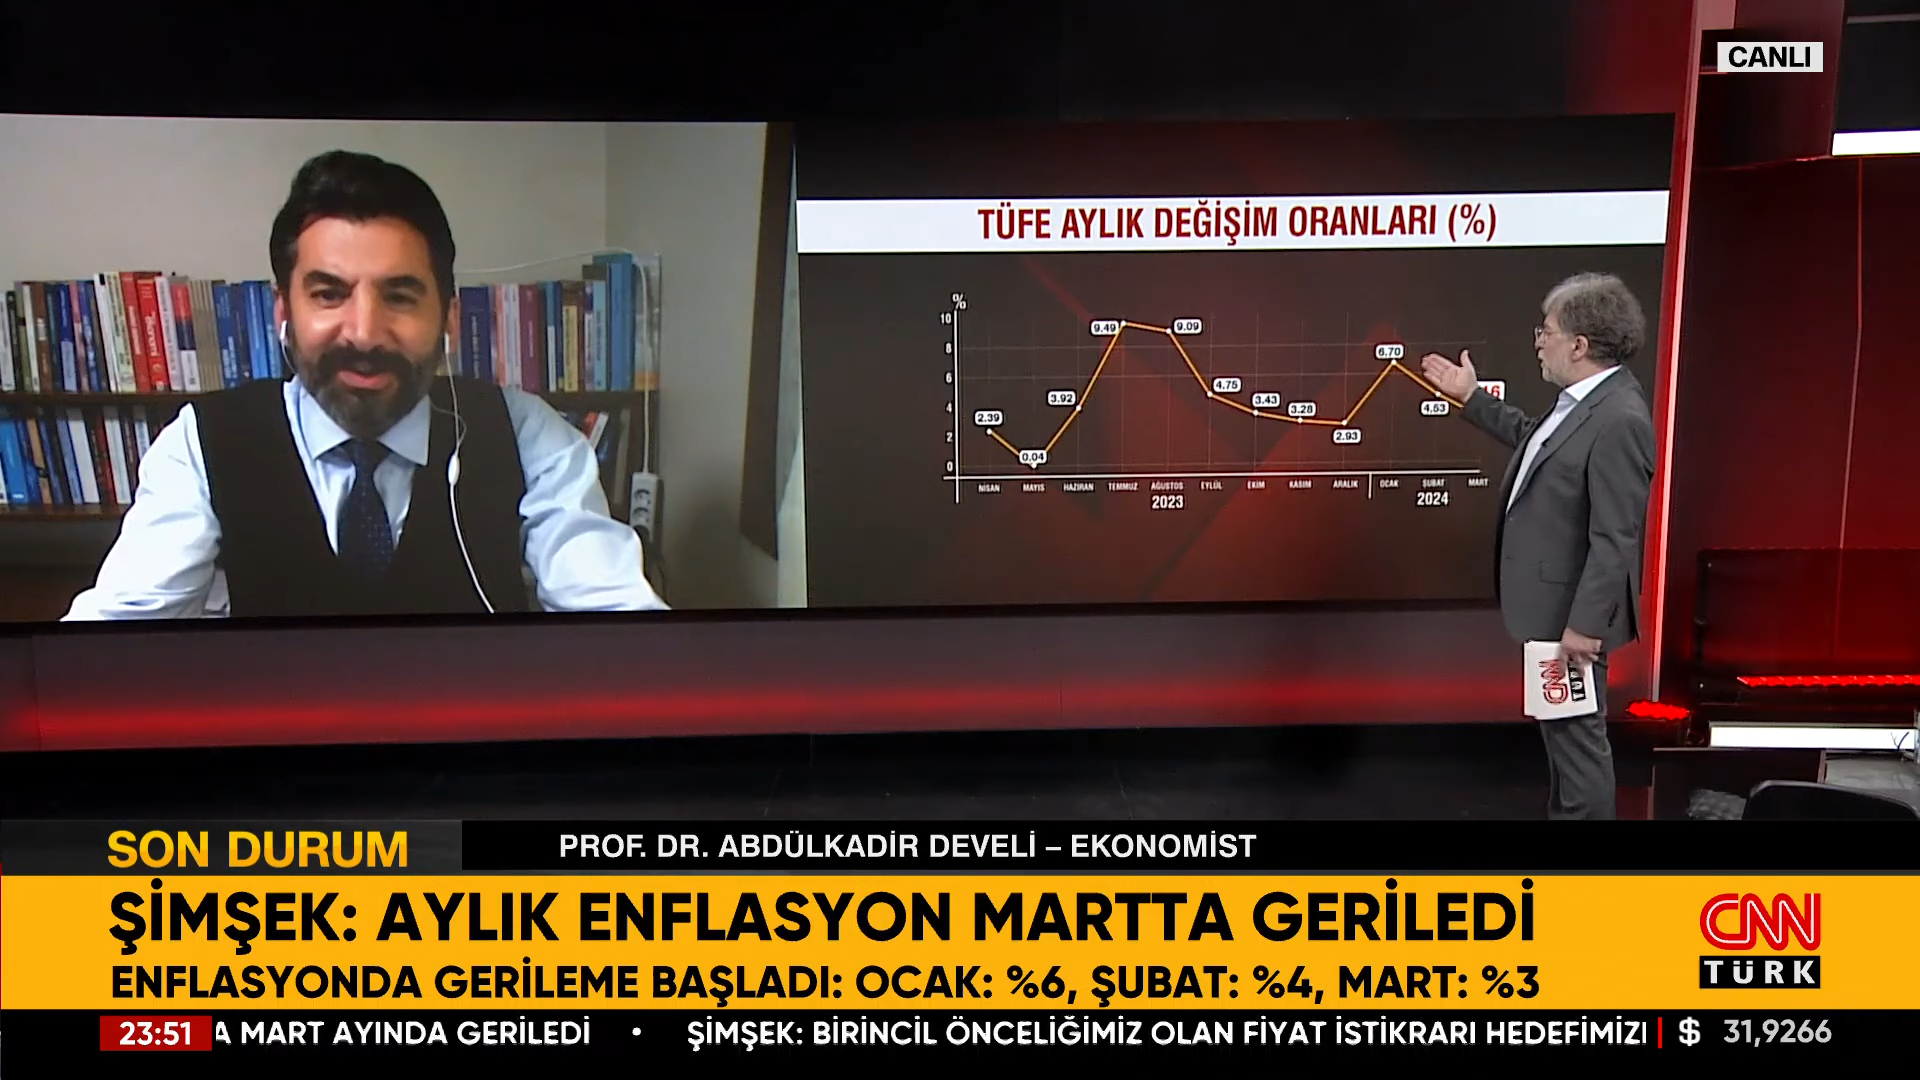 CANLI
TÜFE AYLIK DEĞİŞİM ORANLARI (%)
%
10
8
6
4
2
0
2.39
0.04
3.92
9.49
9.09
4.75
3.43
3.28
2.93
6.70
4.53
NİSAN MAYIS HAZİRAN TEMMUZ AĞUSTOS EYLÜL EKİM KASIM ARALIK OCAK ŞUBAT MART
2023 2024
CNN
TÜRK
SON DURUM
PROF. DR. ABDÜLKADİR DEVELİ – EKONOMİST
ŞİMŞEK: AYLIK ENFLASYON MARTTA GERİLEDİ
ENFLASYONDA GERİLEME BAŞLADI: OCAK: %6, ŞUBAT: %4, MART: %3
CNN
TÜRK
23:51 A MART AYINDA GERİLEDİ • ŞİMŞEK: BİRİNCİL ÖNCELİĞİMİZ OLAN FİYAT İSTİKRARI HEDEFİMİZI $ 31,9266